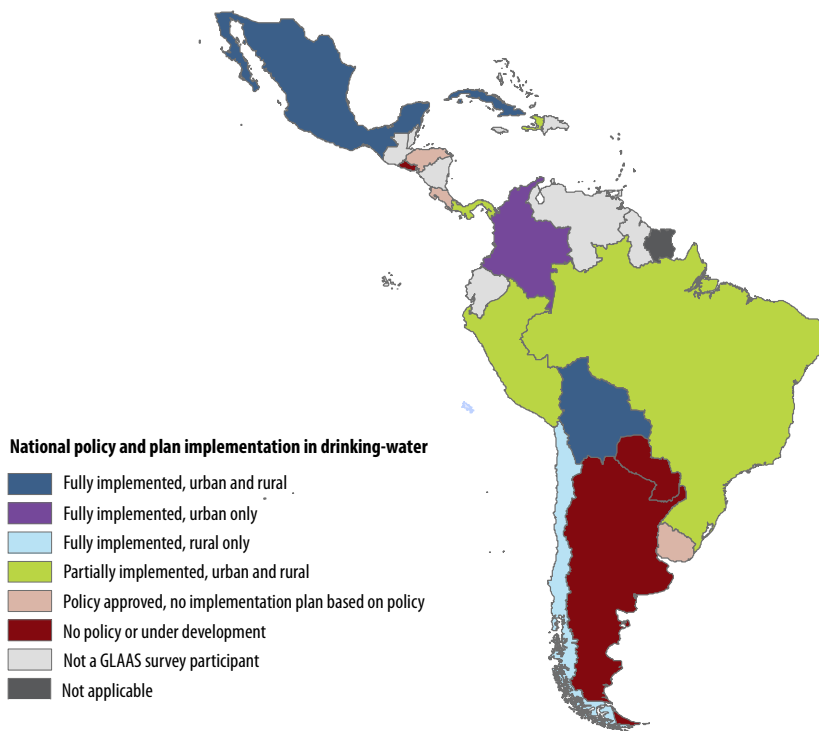 National policy and plan implementation in drinking-water
Fully implemented, urban and rural
Fully implemented, urban only
Fully implemented, rural only
Partially implemented, urban and rural
Policy approved, no implementation plan based on policy
No policy or under development
Not a GLAAS survey participant
Not applicable